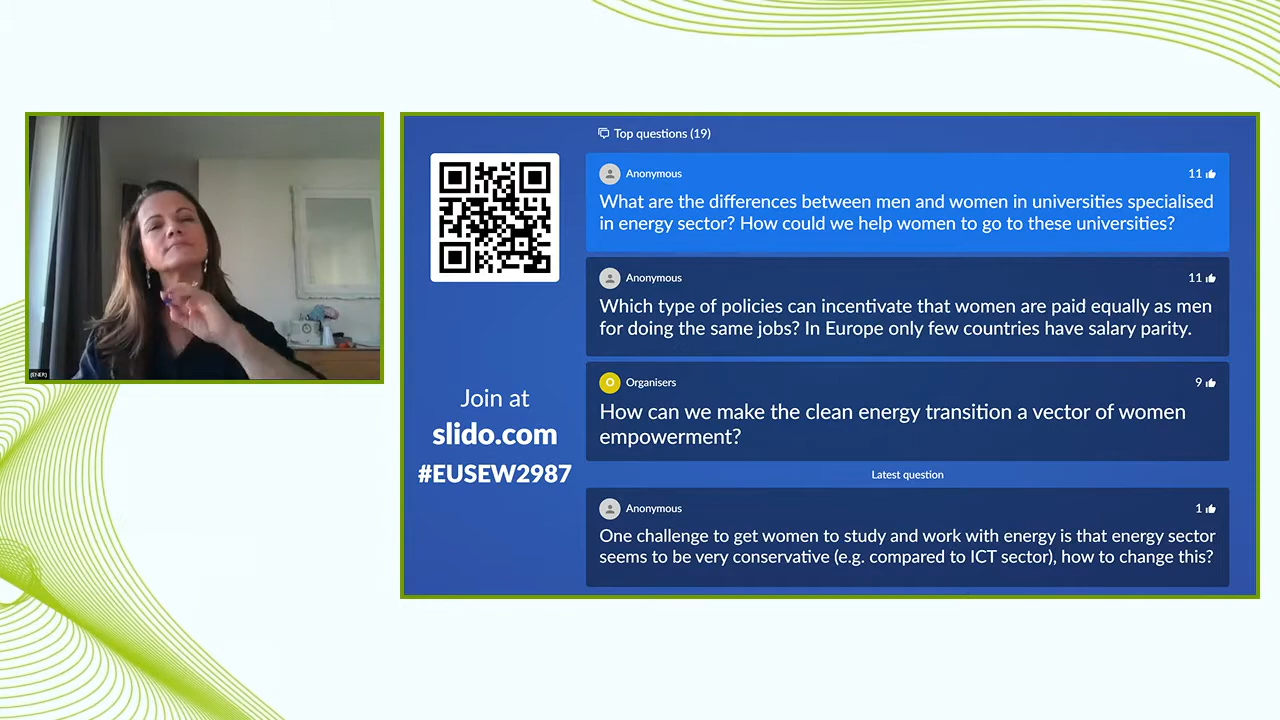 (ENER)
Top questions (19)
Anonymous
11
What are the differences between men and women in universities specialised
in energy sector? How could we help women to go to these universities?
Anonymous
11
Which type of policies can incentivate that women are paid equally as men
for doing the same jobs? In Europe only few countries have salary parity.
O Organisers
9
How can we make the clean energy transition a vector of women
empowerment?
Latest question
Anonymous
1
One challenge to get women to study and work with energy is that energy sector
seems to be very conservative (e.g. compared to ICT sector), how to change this?
Join at
slido.com
#EUSEW2987